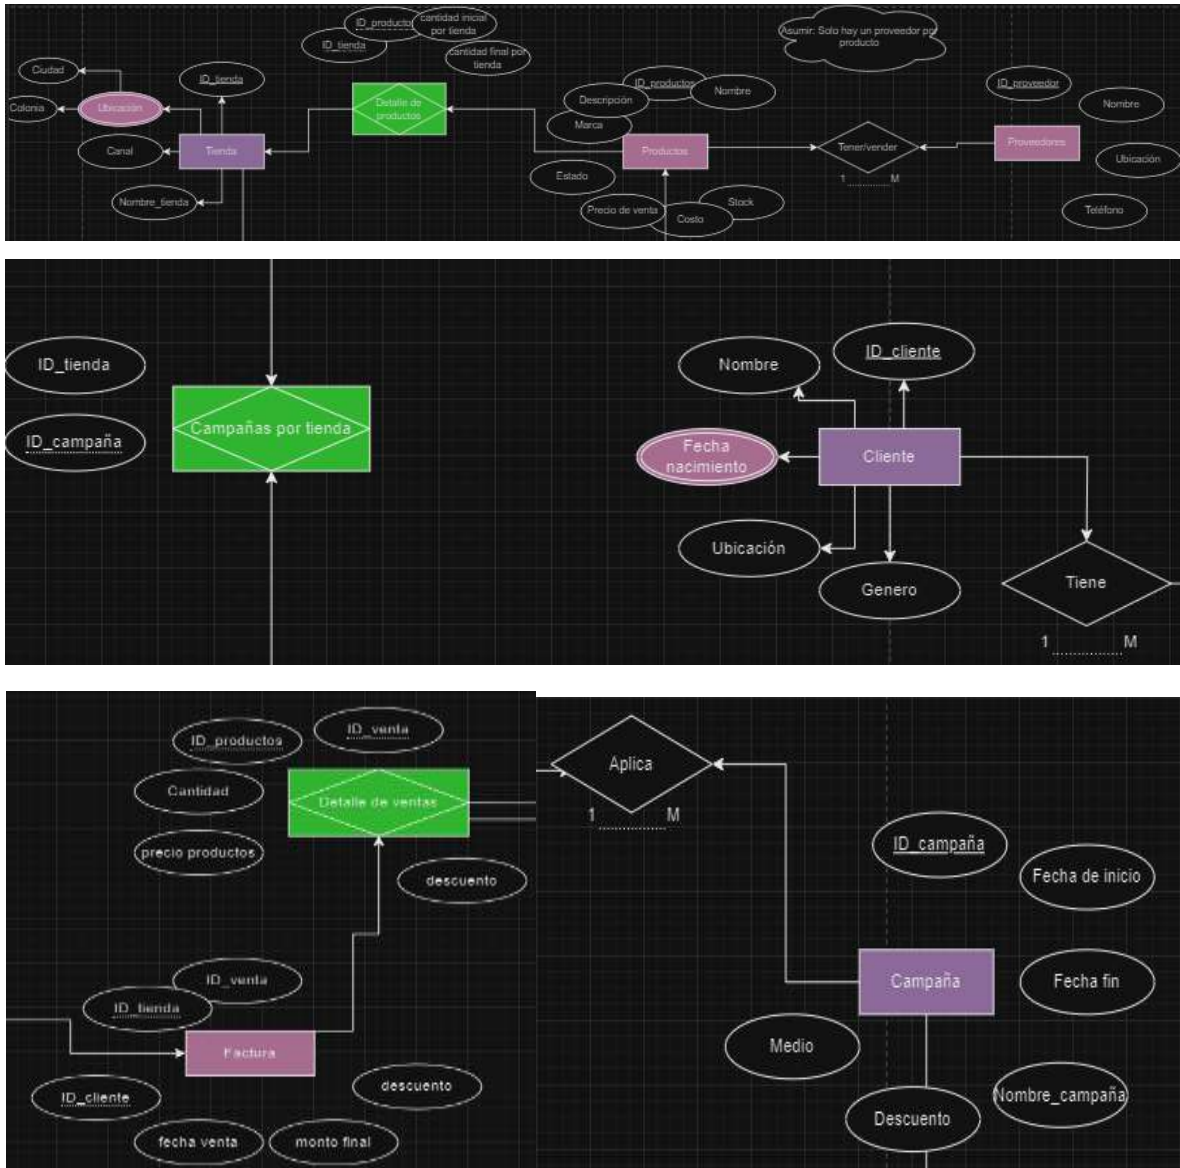 ID_producto
cantidad inicial
por tienda
ID_tienda
cantidad final por
tienda
Asumir: Solo hay un proveedor por
producto
Ciudad
ID_tienda
Colonia
Ubicación
Canal
Tienda
Nombre_tienda
Detalle de
productos
ID_productos
Nombre
Descripción
Marca
Productos
Estado
Precio de venta
Costo
Stock
Tener/vender
1 M
ID_proveedor
Nombre
Proveedores
Ubicación
Teléfono
ID_tienda
ID_campaña
Campañas por tienda
Nombre
ID_cliente
Fecha
nacimiento
Cliente
Ubicación
Genero
Tiene
1 M
ID_productos
ID_venta
Cantidad
Detalle de ventas
precio productos
descuento
ID_venta
ID_tienda
Factura
ID_cliente
descuento
fecha venta
monto final
Aplica
1 M
ID_campaña
Fecha de inicio
Campaña
Fecha fin
Medio
Descuento
Nombre_campaña